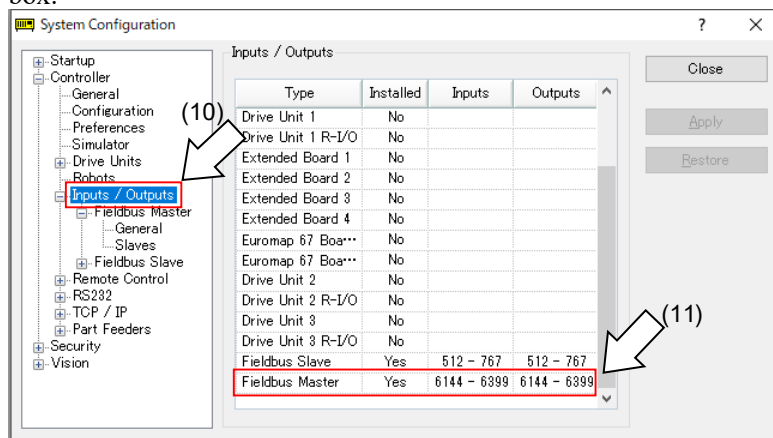 box.
System Configuration ? ×
Startup
Controller
General
Configuration
Preferences
Simulator
Drive Units
Robots
Inputs / Outputs
Fieldbus Master
General
Slaves
Fieldbus Slave
Remote Control
RS232
TCP / IP
Part Feeders
Security
Vision
(10)
Inputs / Outputs
Type Installed Inputs Outputs
Drive Unit 1 No
Drive Unit 1 R-I/O No
Extended Board 1 No
Extended Board 2 No
Extended Board 3 No
Extended Board 4 No
Euromap 67 Boa… No
Euromap 67 Boa… No
Drive Unit 2 No
Drive Unit 2 R-I/O No
Drive Unit 3 No
Drive Unit 3 R-I/O No
Fieldbus Slave Yes 512 - 767 512 - 767
Fieldbus Master Yes 6144 - 6399 6144 - 6399
(11)
Close
Apply
Restore